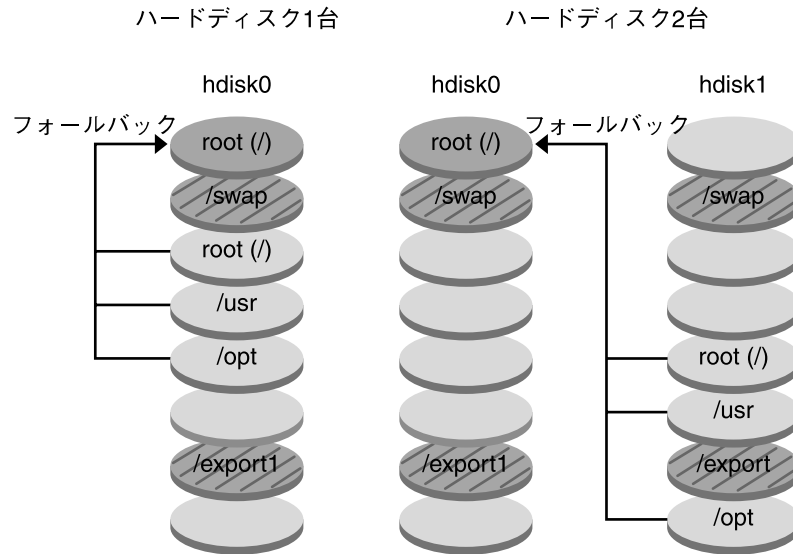 ハードディスク1台
ハードディスク2台
hdisk0
hdisk0
hdisk1
フォールバック
フォールバック
root (/)
root (/)
/swap
/swap
/swap
root (/)
/usr
/opt
root (/)
/usr
/export1
/export1
/export
/opt